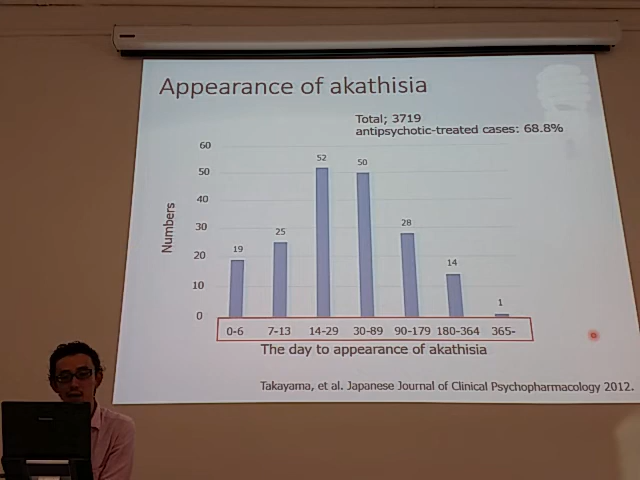 Appearance of akathisia
Total; 3719
antipsychotic-treated cases: 68.8%
Numbers
60
50
40
30
20
10
0
19
25
52
50
28
14
1
0-6 7-13 14-29 30-89 90-179 180-364 365-
The day to appearance of akathisia
Takayama, et al. Japanese Journal of Clinical Psychopharmacology 2012.